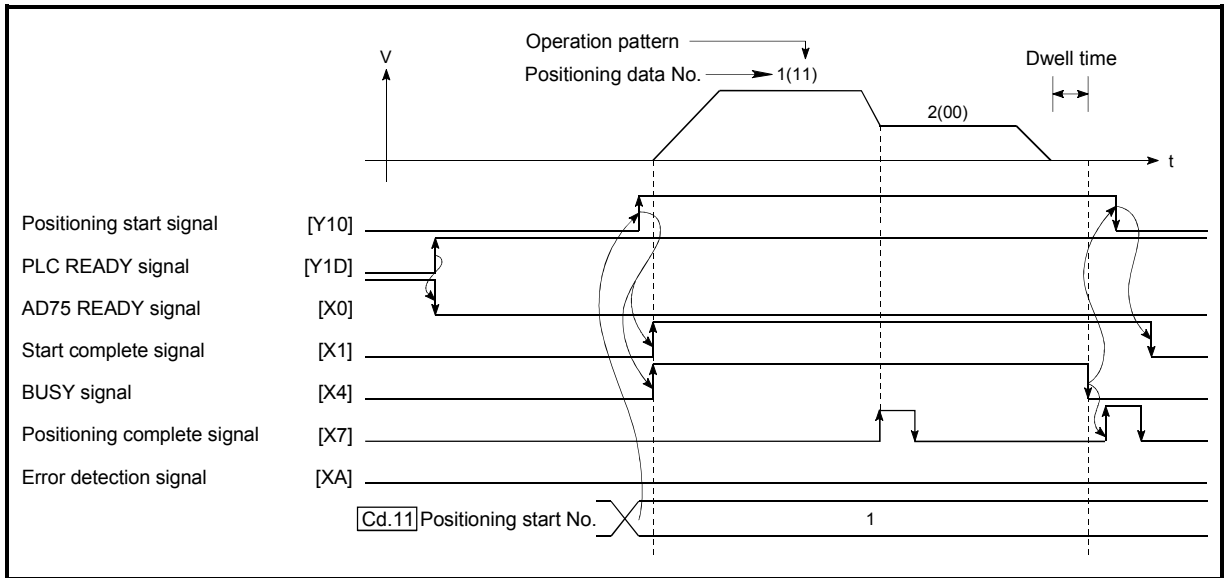 Operation pattern
V
Dwell time
Positioning data No.
1(11)
2(00)
t
Positioning start signal [Y10]
PLC READY signal [Y1D]
AD75 READY signal [X0]
Start complete signal [X1]
BUSY signal [X4]
Positioning complete signal [X7]
Error detection signal [XA]
Cd.11 Positioning start No.
1